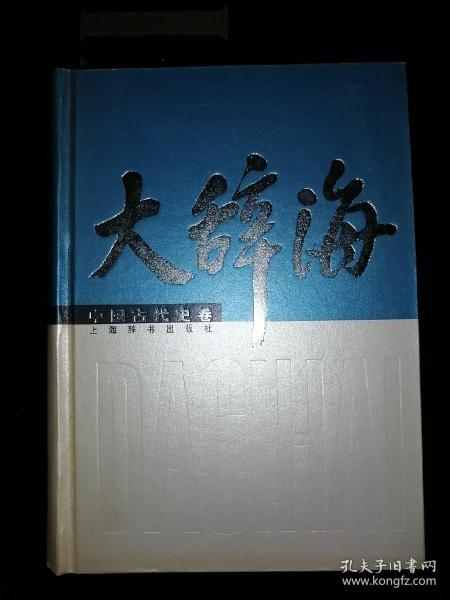 大辞海
中国古代史卷
上海辞书出版社
DACIHAI
孔夫子旧书网
www.kongfz.com